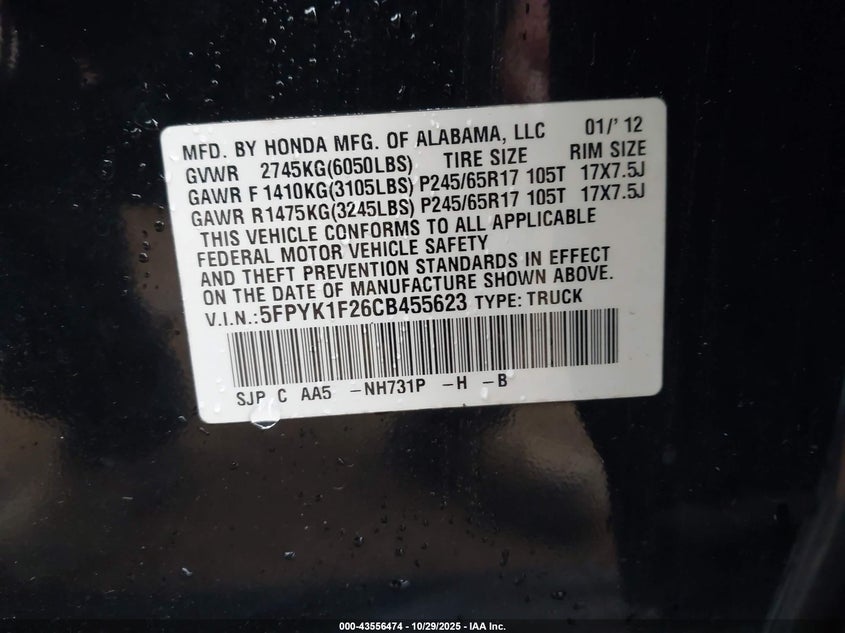 MFD. BY HONDA MFG. OF ALABAMA, LLC 01/' 12
GVWR 2745KG(6050LBS) TIRE SIZE RIM SIZE
GAWR F 1410KG(3105LBS) P245/65R17 105T 17X7.5J
GAWR R1475KG(3245LBS) P245/65R17 105T 17X7.5J
THIS VEHICLE CONFORMS TO ALL APPLICABLE
FEDERAL MOTOR VEHICLE SAFETY
AND THEFT PREVENTION STANDARDS IN EFFECT
ON THE DATE OF MANUFACTURE SHOWN ABOVE.
V.I.N.:5FPYK1F26CB455623 TYPE: TRUCK
SJP C AA5 -NH731P -H -B
000-43556474 - 10/29/2025 - IAA Inc.